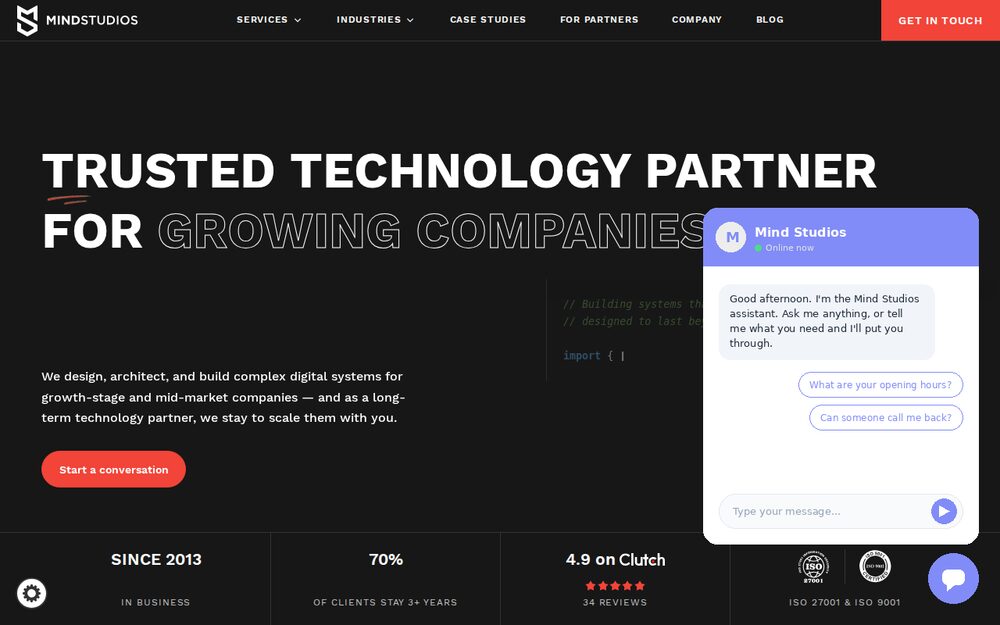 MINDSTUDIOS
SERVICES INDUSTRIES CASE STUDIES FOR PARTNERS COMPANY BLOG GET IN TOUCH
TRUSTED TECHNOLOGY PARTNER
FOR GROWING COMPANIES
// Building systems
// designed to last
import { |
We design, architect, and build complex digital systems for
growth-stage and mid-market companies — and as a long-
term technology partner, we stay to scale them with you.
Start a conversation
M
Mind Studios
Online now
Good afternoon. I'm the Mind Studios
assistant. Ask me anything, or tell
me what you need and I'll put you
through.
What are your opening hours?
Can someone call me back?
Type your message...
SINCE 2013
IN BUSINESS
70%
OF CLIENTS STAY 3+ YEARS
4.9 on Clutch
34 REVIEWS
ISO
27001
ISO 27001 & ISO 9001